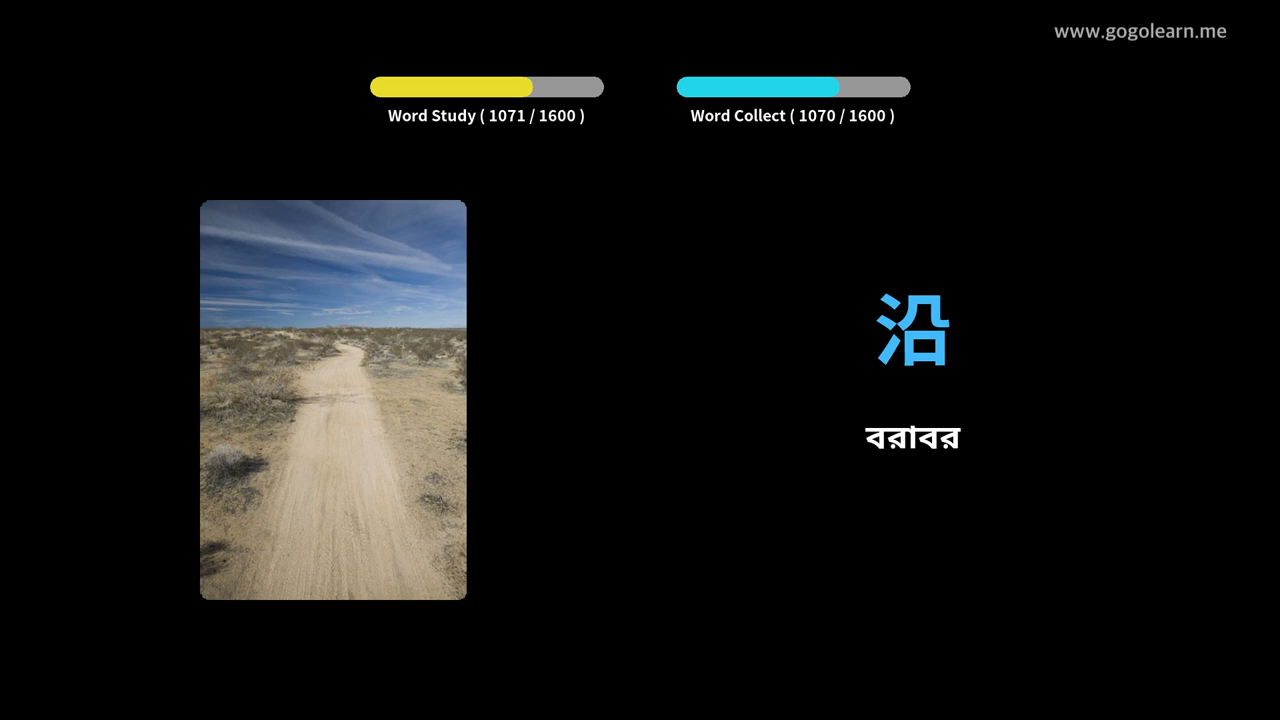 www.gogolearn.me
Word Study ( 1071 / 1600 )
Word Collect ( 1070 / 1600 )
沿
বরাবর